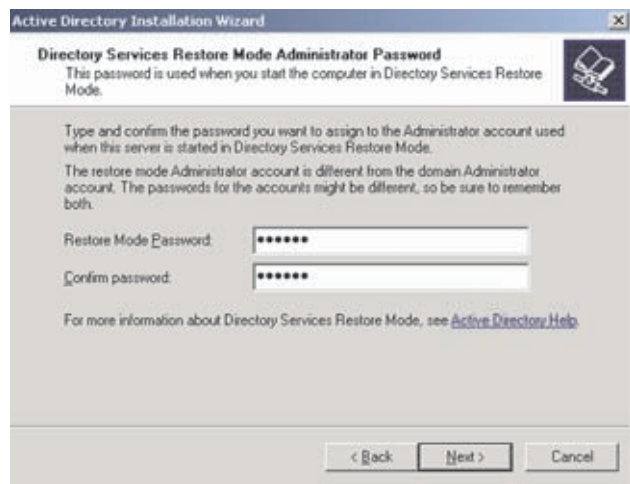 Active Directory Installation Wizard
Directory Services Restore Mode Administrator Password
This password is used when you start the computer in Directory Services Restore
Mode.
Type and confirm the password you want to assign to the Administrator account used
when this server is started in Directory Services Restore Mode.
The restore mode Administrator account is different from the domain Administrator
account. The passwords for the accounts might be different, so be sure to remember
both.
Restore Mode Password:
••••••
Confirm password:
••••••
For more information about Directory Services Restore Mode, see Active Directory Help.
< Back
Next >
Cancel